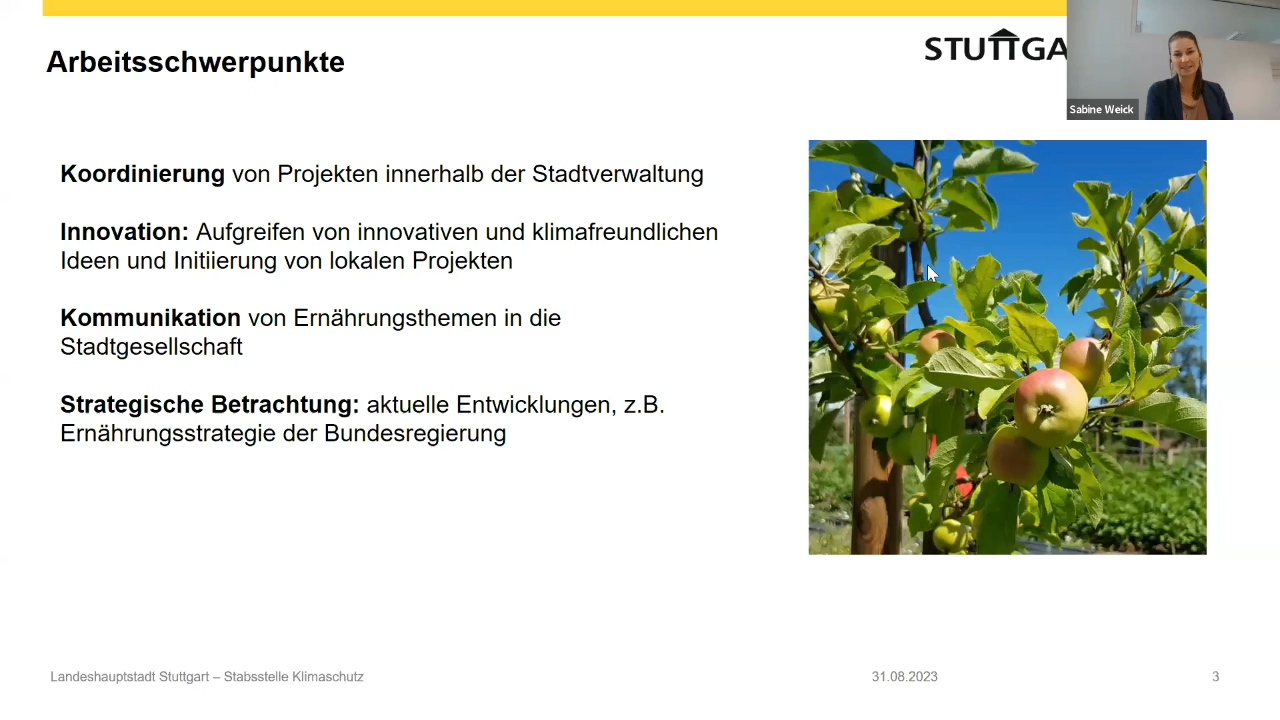 Arbeitsschwerpunkte
STUTTGA
Sabine Weick
Koordinierung von Projekten innerhalb der Stadtverwaltung
Innovation: Aufgreifen von innovativen und klimafreundlichen
Ideen und Initiierung von lokalen Projekten
Kommunikation von Ernährungsthemen in die
Stadtgesellschaft
Strategische Betrachtung: aktuelle Entwicklungen, z.B.
Ernährungsstrategie der Bundesregierung
Landeshauptstadt Stuttgart – Stabsstelle Klimaschutz
31.08.2023
3